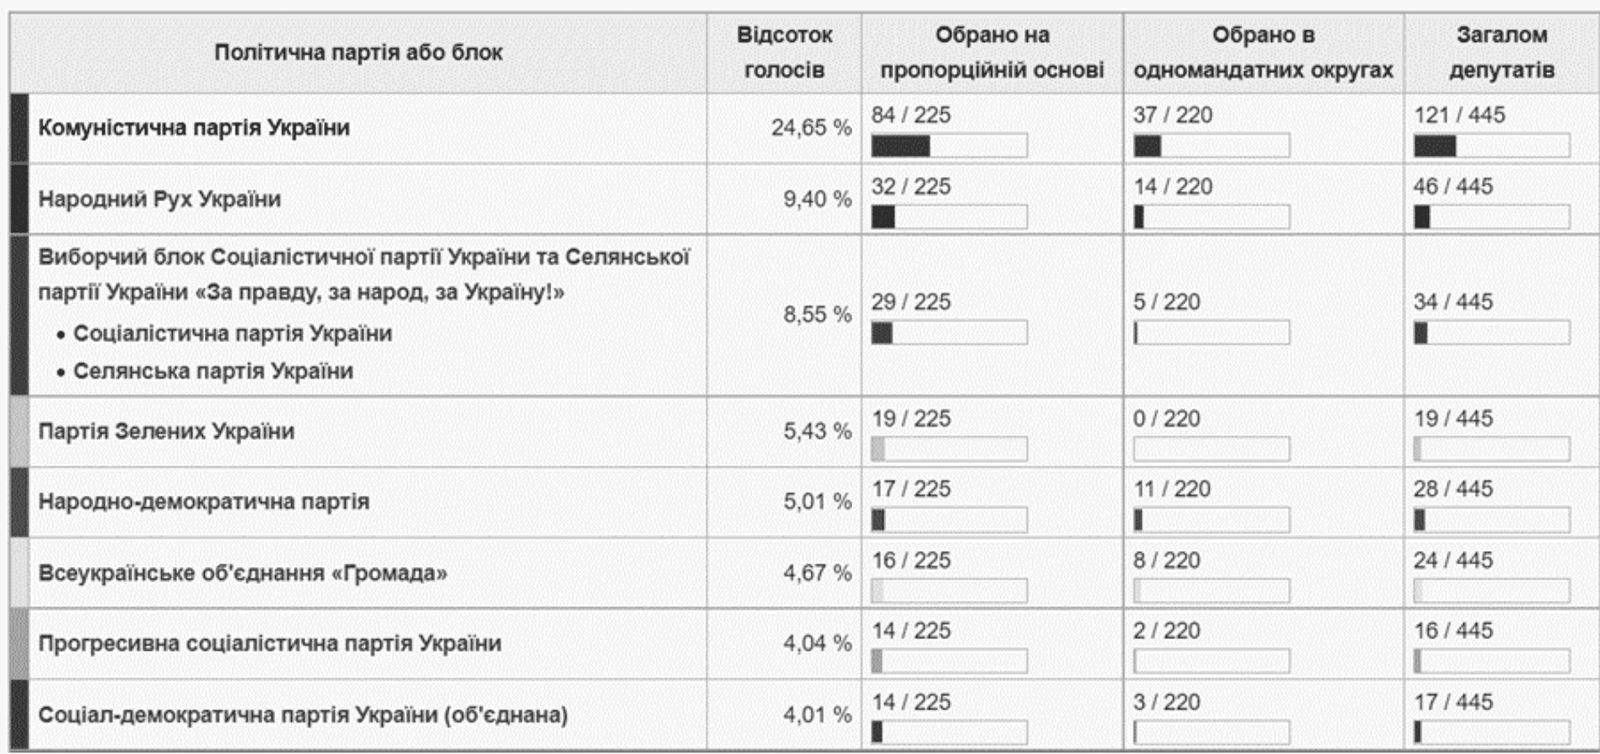 Політична партія або блок
Відсоток
голосів
Обрано на
пропорційній основі
Обрано в
одномандатних округах
Загалом
депутатів
Комуністична партія України
24,65 %
84 / 225
37 / 220
121 / 445
Народний Рух України
9,40 %
32 / 225
14 / 220
46 / 445
Виборчий блок Соціалістичної партії України та Селянської
партії України «За правду, за народ, за Україну!»
• Соціалістична партія України
• Селянська партія України
8,55 %
29 / 225
5 / 220
34 / 445
Партія Зелених України
5,43 %
19 / 225
0 / 220
19 / 445
Народно-демократична партія
5,01 %
17 / 225
11 / 220
28 / 445
Всеукраїнське об'єднання «Громада»
4,67 %
16 / 225
8 / 220
24 / 445
Прогресивна соціалістична партія України
4,04 %
14 / 225
2 / 220
16 / 445
Соціал-демократична партія України (об'єднана)
4,01 %
14 / 225
3 / 220
17 / 445